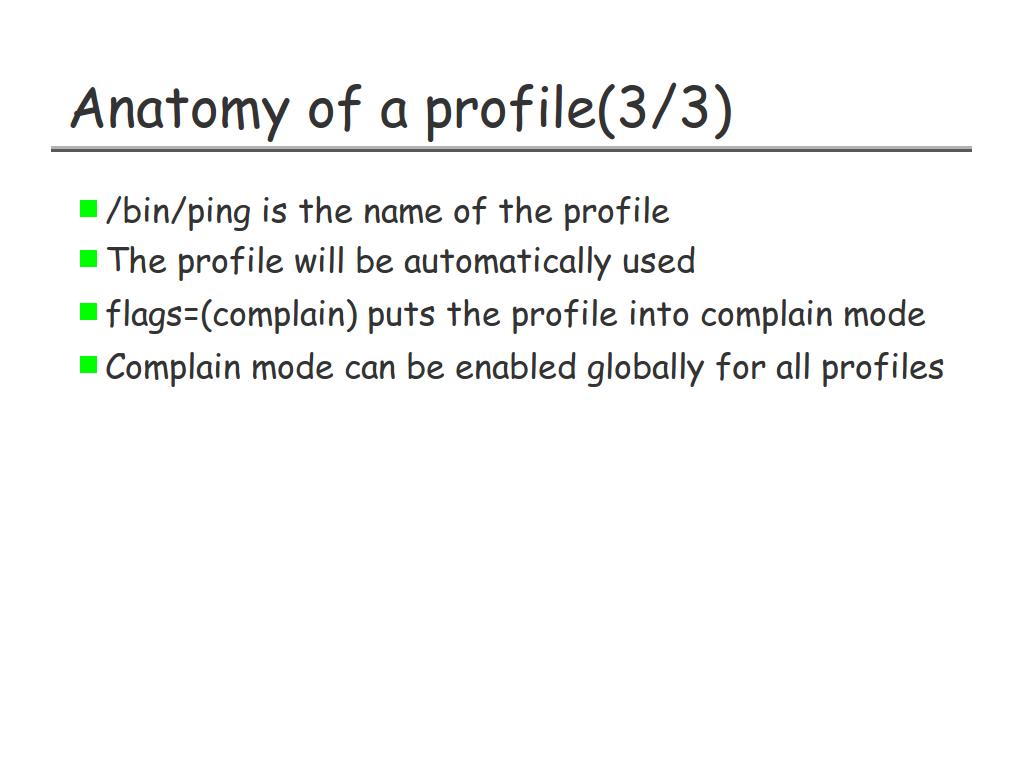 Anatomy of a profile(3/3)
/bin/ping is the name of the profile
The profile will be automatically used
flags=(complain) puts the profile into complain mode
Complain mode can be enabled globally for all profiles